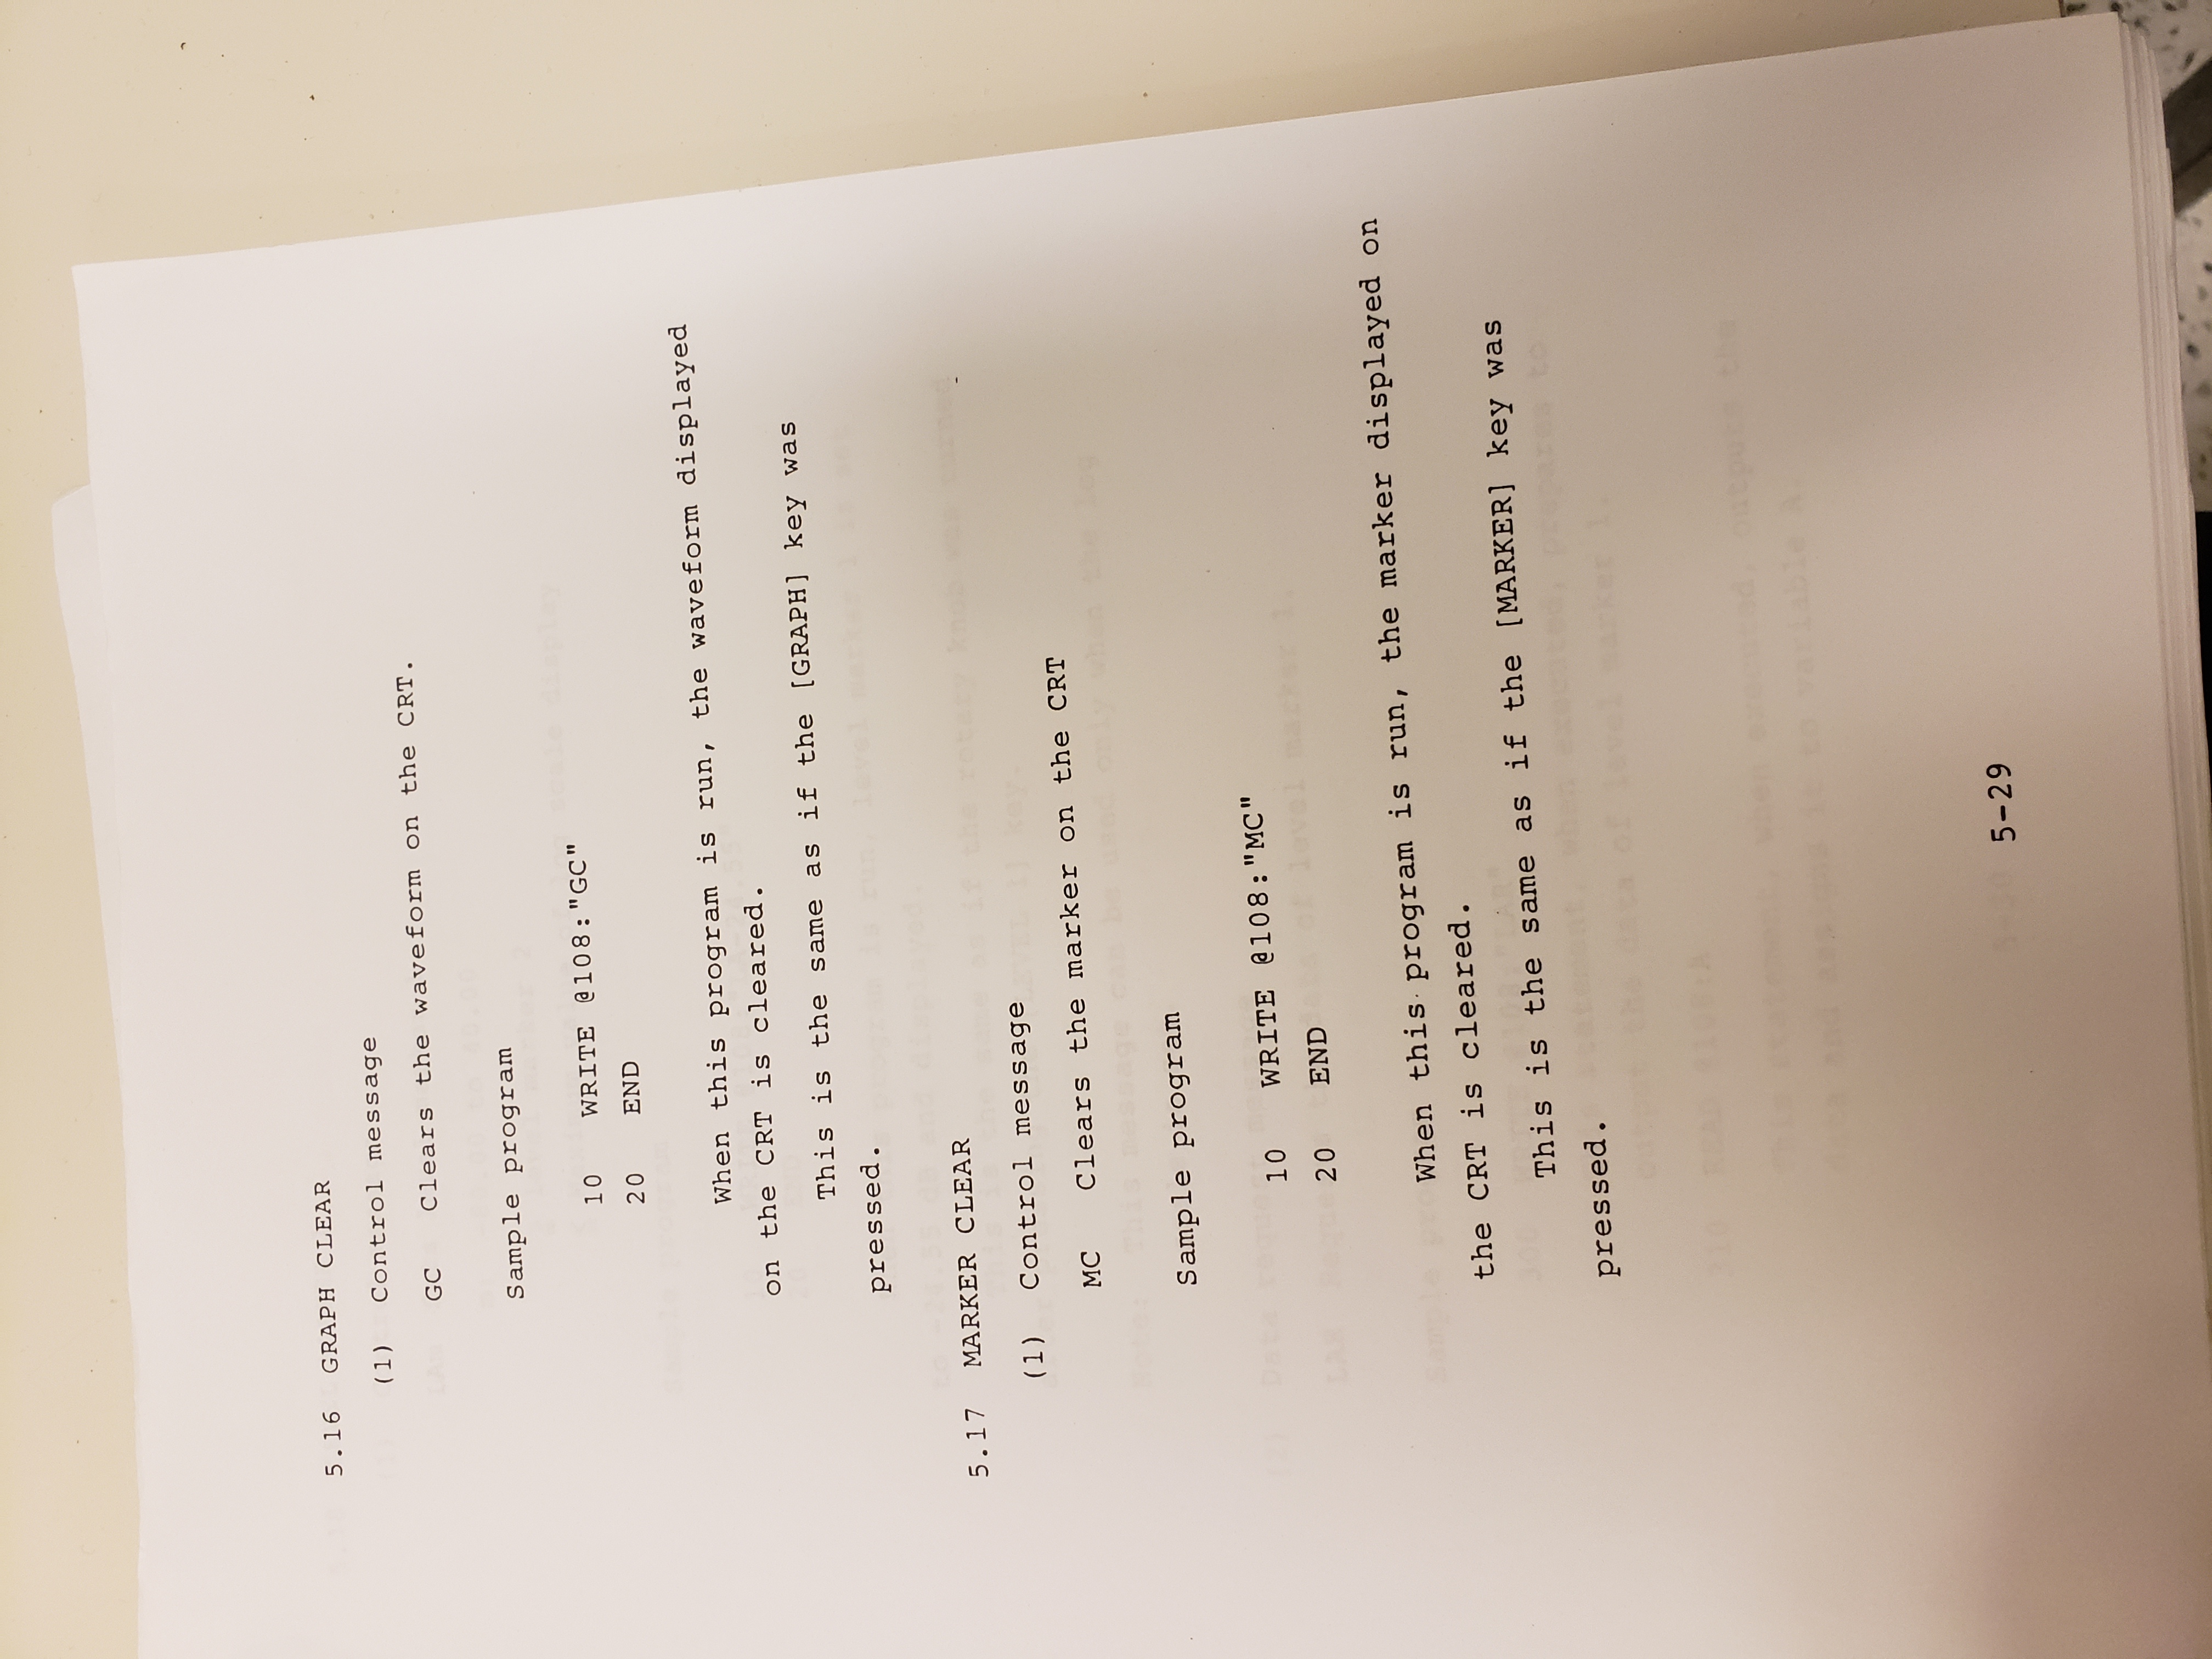 5.16 GRAPH CLEAR
(1) Control message
GC Clears the waveform on the CRT.
Sample program
10 WRITE @108:"GC"
20 END
When this program is run, the waveform displayed
on the CRT is cleared.
This is the same as if the [GRAPH] key was
pressed.
5.17 MARKER CLEAR
(1) Control message
MC Clears the marker on the CRT
Sample program
10 WRITE @108:"MC"
20 END
When this program is run, the marker displayed on
the CRT is cleared.
This is the same as if the [MARKER] key was
pressed.
5-29